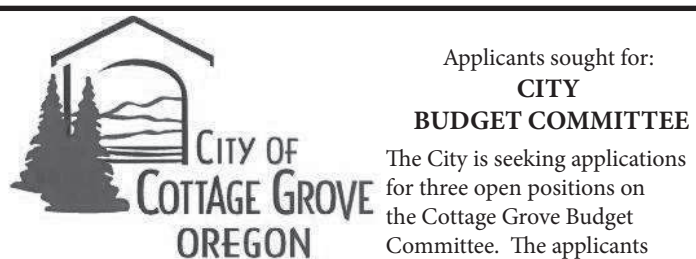 CITY OF
COTTAGE GROVE
OREGON
Applicants sought for:
CITY
BUDGET COMMITTEE
The City is seeking applications
for three open positions on
the Cottage Grove Budget
Committee.  The applicants